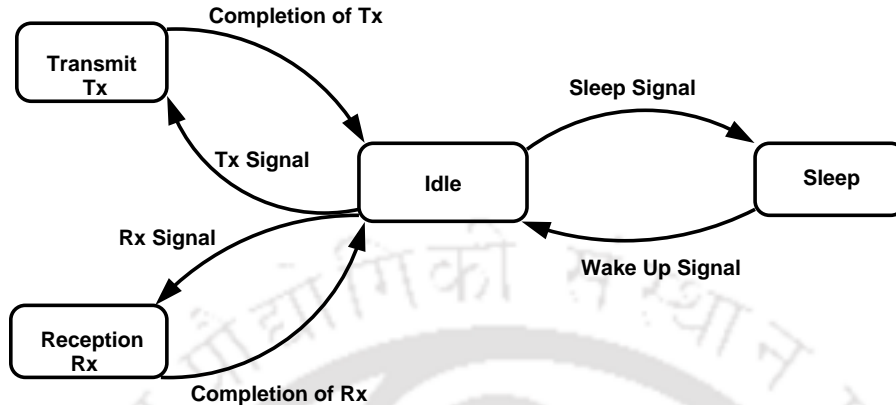 Completion of Tx
Transmit
Tx
Sleep Signal
Tx Signal
Idle
Sleep
Rx Signal
Wake Up Signal
Reception
Rx
Completion of Rx